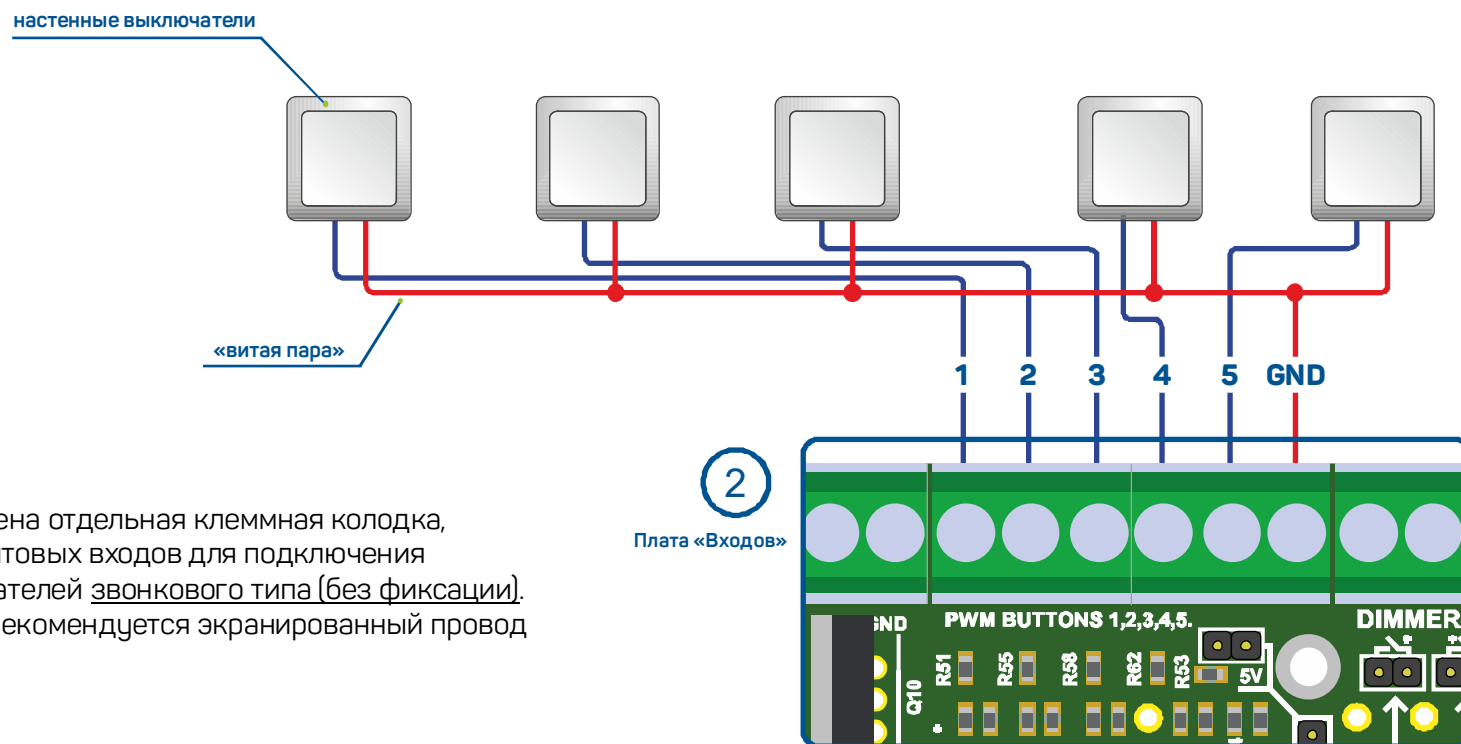 настенные выключатели
«витая пара»
1 2 3 4 5 GND
2
Плата «Входов»
ена отдельная клеммная колодка,
товых входов для подключения
ателей звонкового типа (без фиксации).
рекомендуется экранированный провод
GND
PWM BUTTONS 1,2,3,4,5.
DIMMER
R51
R55
R58
R62
R53
5V
Q10